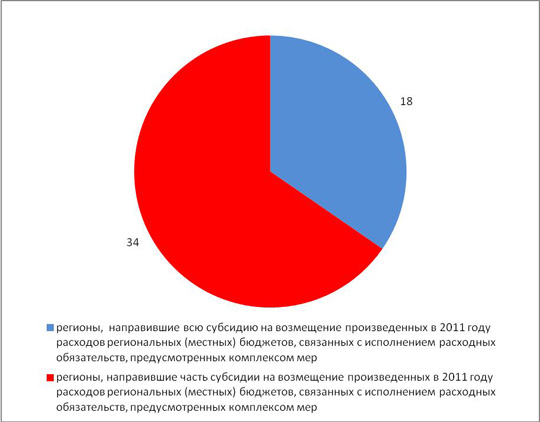 18
34
регионы, направившие всю субсидию на возмещение произведенных в 2011 году
расходов региональных (местных) бюджетов, связанных с исполнением расходных
обязательств, предусмотренных комплексом мер
регионы, направившие часть субсидии на возмещение произведенных в 2011 году
расходов региональных (местных) бюджетов, связанных с исполнением расходных
обязательств, предусмотренных комплексом мер